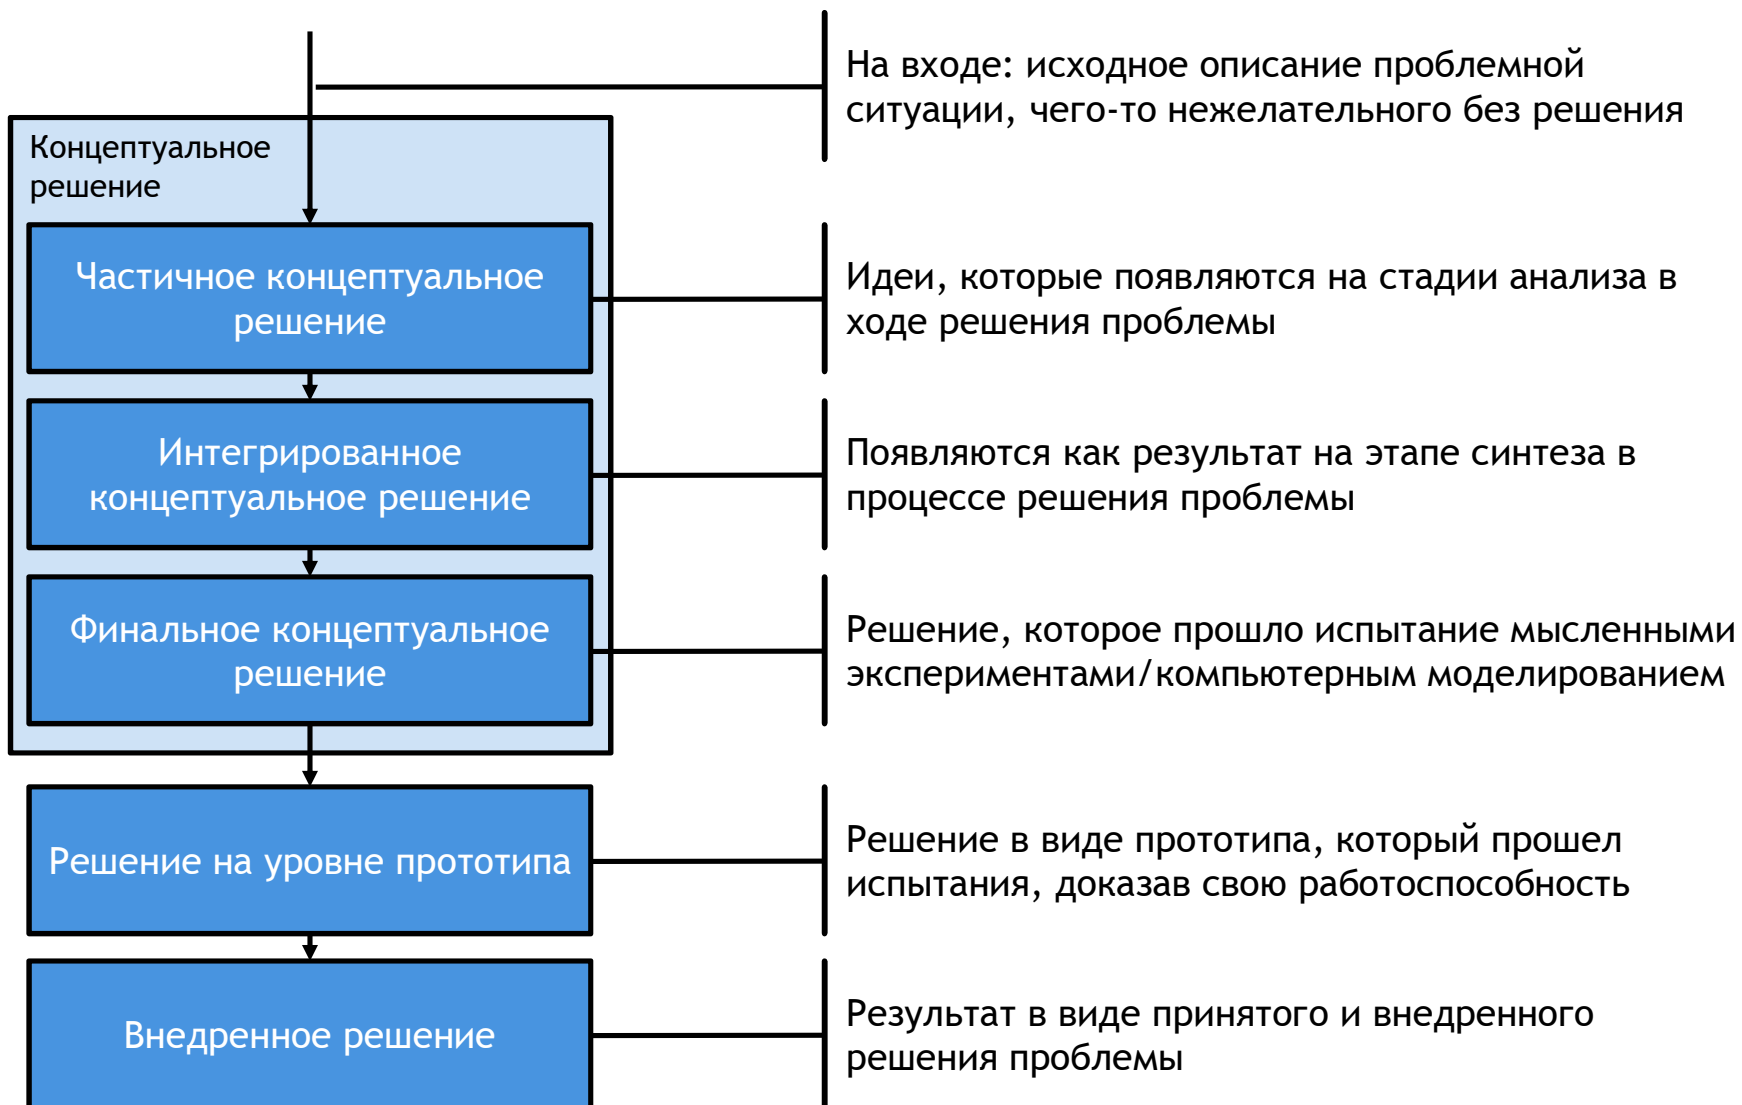 На входе: исходное описание проблемной
ситуации, чего-то нежелательного без решения
Концептуальное
решение
Частичное концептуальное
решение
Идеи, которые появляются на стадии анализа в
ходе решения проблемы
Интегрированное
концептуальное решение
Появляются как результат на этапе синтеза в
процессе решения проблемы
Финальное концептуальное
решение
Решение, которое прошло испытание мысленными
экспериментами/компьютерным моделированием
Решение на уровне прототипа
Решение в виде прототипа, который прошел
испытания, доказав свою работоспособность
Внедренное решение
Результат в виде принятого и внедренного
решения проблемы